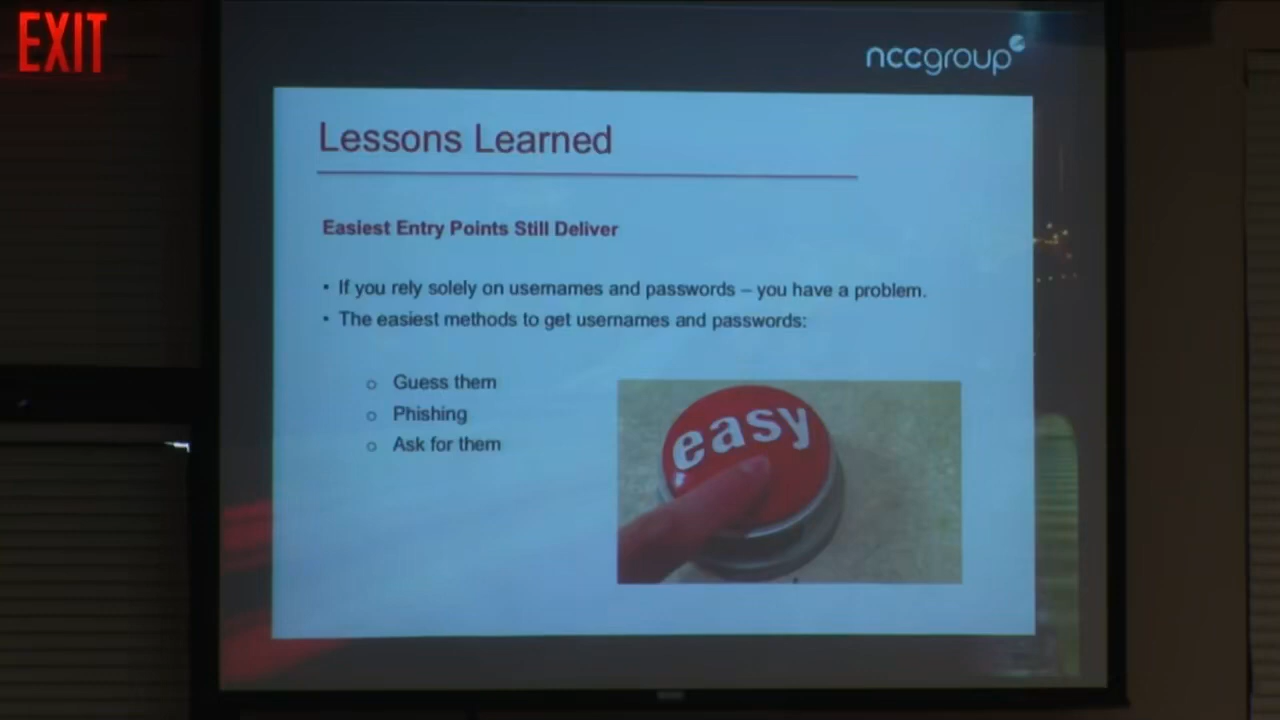 EXIT
nccgroup
Lessons Learned
Easiest Entry Points Still Deliver
• If you rely solely on usernames and passwords – you have a problem.
• The easiest methods to get usernames and passwords:
o Guess them
o Phishing
o Ask for them
easy